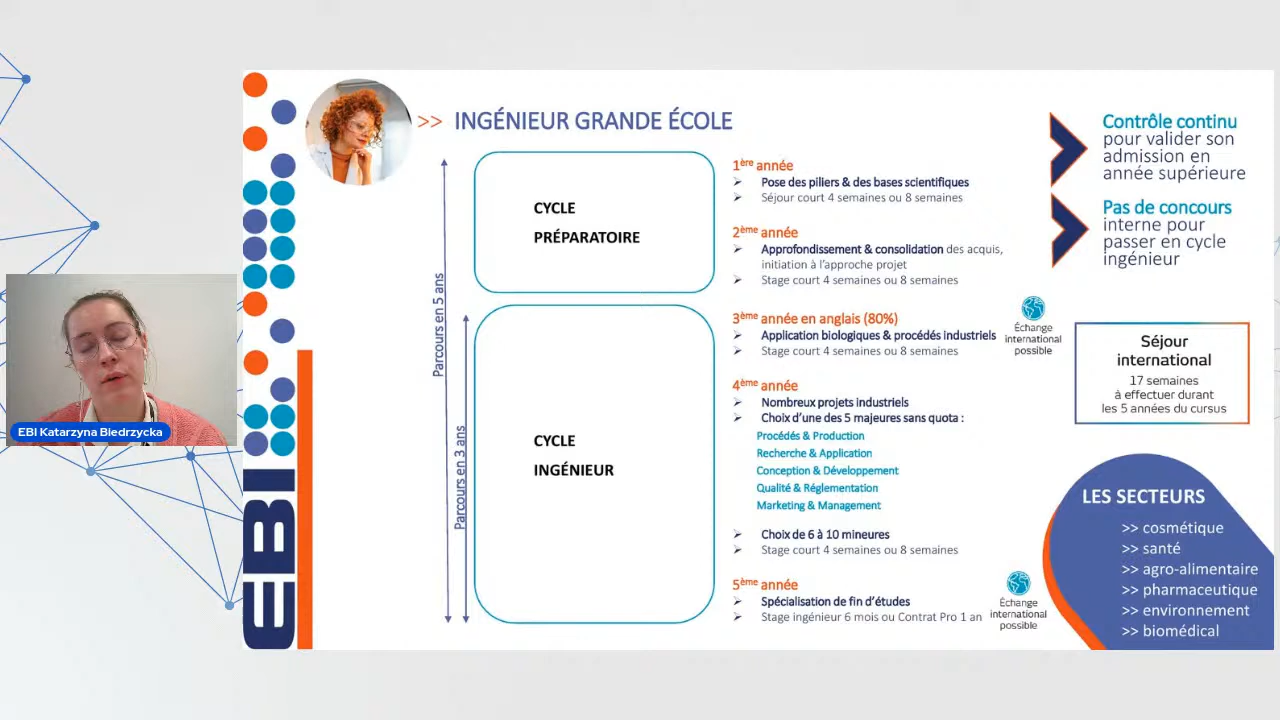 >> INGÉNIEUR GRANDE ÉCOLE
Parcours en 5 ans
Parcours en 3 ans
CYCLE
PRÉPARATOIRE
CYCLE
INGÉNIEUR
1ère année
➢ Pose des piliers & des bases scientifiques
➢ Séjour court 4 semaines ou 8 semaines
2ème année
➢ Approfondissement & consolidation des acquis,
initiation à l'approche projet
➢ Stage court 4 semaines ou 8 semaines
3ème année en anglais (80%)
➢ Application biologiques & procédés industriels
➢ Stage court 4 semaines ou 8 semaines
Échange
international
possible
4ème année
➢ Nombreux projets industriels
➢ Choix d'une des 5 majeures sans quota :
Procédés & Production
Recherche & Application
Conception & Développement
Qualité & Réglementation
Marketing & Management
➢ Choix de 6 à 10 mineures
➢ Stage court 4 semaines ou 8 semaines
5ème année
➢ Spécialisation de fin d'études
➢ Stage ingénieur 6 mois ou Contrat Pro 1 an
Échange
international
possible
Contrôle continu
pour valider son
admission en
année supérieure
Pas de concours
interne pour
passer en cycle
ingénieur
Séjour
international
17 semaines
à effectuer durant
les 5 années du cursus
LES SECTEURS
>> cosmétique
>> santé
>> agro-alimentaire
>> pharmaceutique
>> environnement
>> biomédical
EBI
EBI Katarzyna Biedrzycka